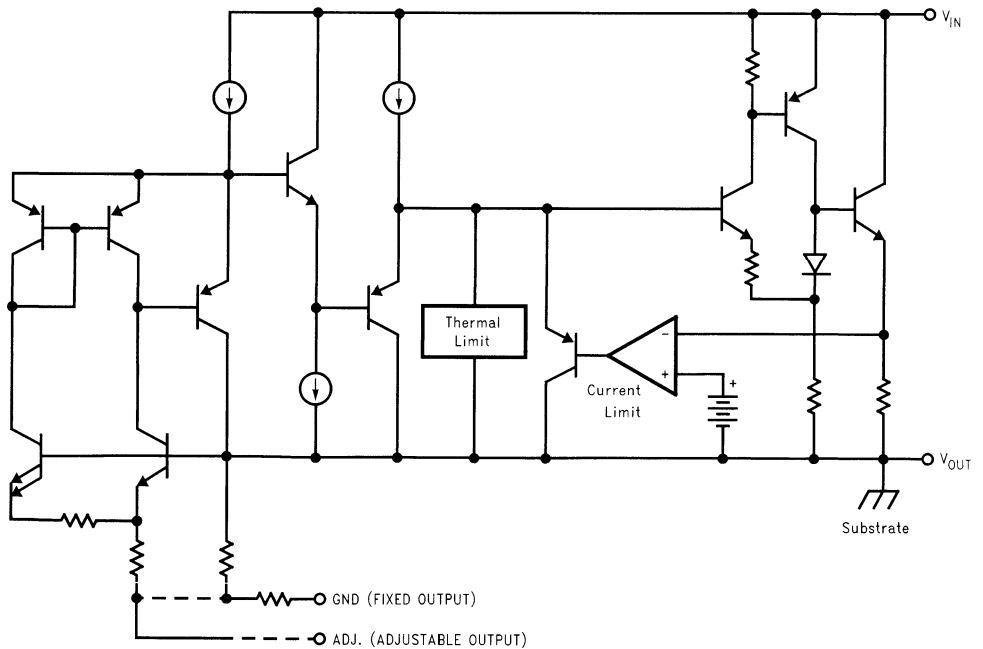 V_IN
Thermal
Limit
−
+
+
Current
Limit
V_OUT
Substrate
GND (FIXED OUTPUT)
ADJ. (ADJUSTABLE OUTPUT)